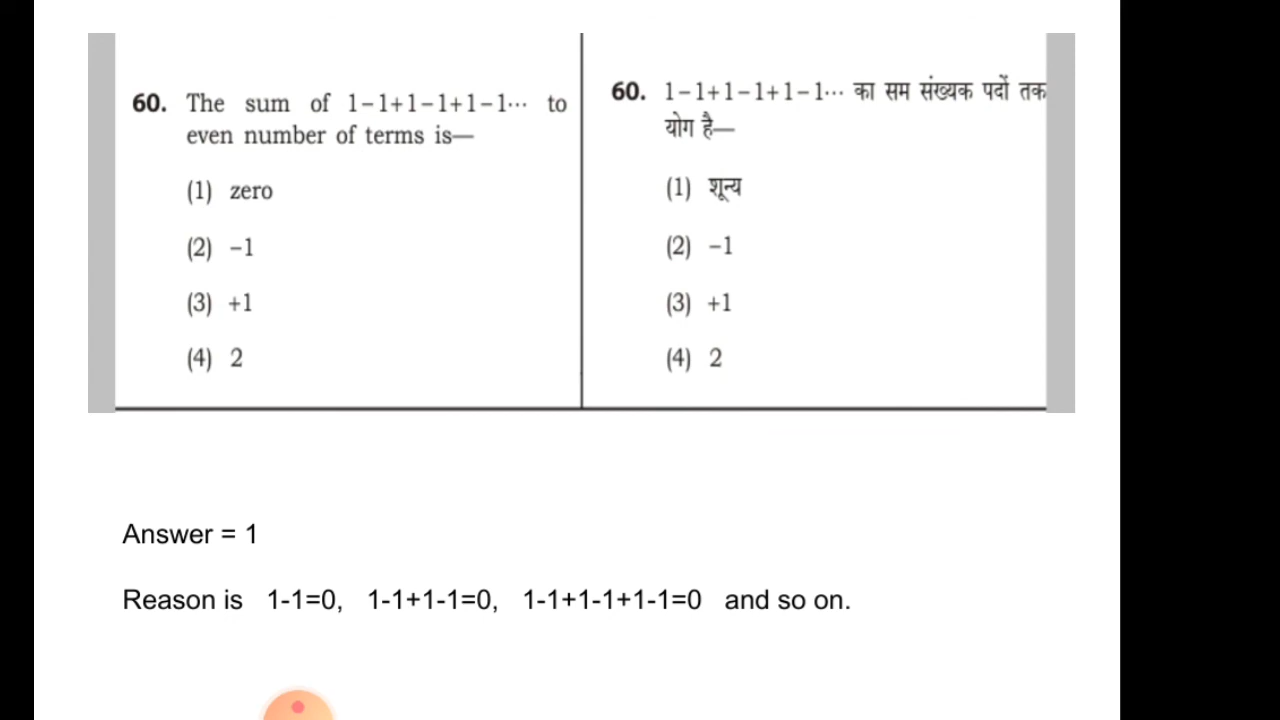 60. The sum of 1−1+1−1+1−1··· to
even number of terms is—
(1) zero
(2) −1
(3) +1
(4) 2
60. 1−1+1−1+1−1··· का सम संख्यक पदों तक
योग है—
(1) शून्य
(2) −1
(3) +1
(4) 2
Answer = 1
Reason is 1-1=0, 1-1+1-1=0, 1-1+1-1+1-1=0 and so on.